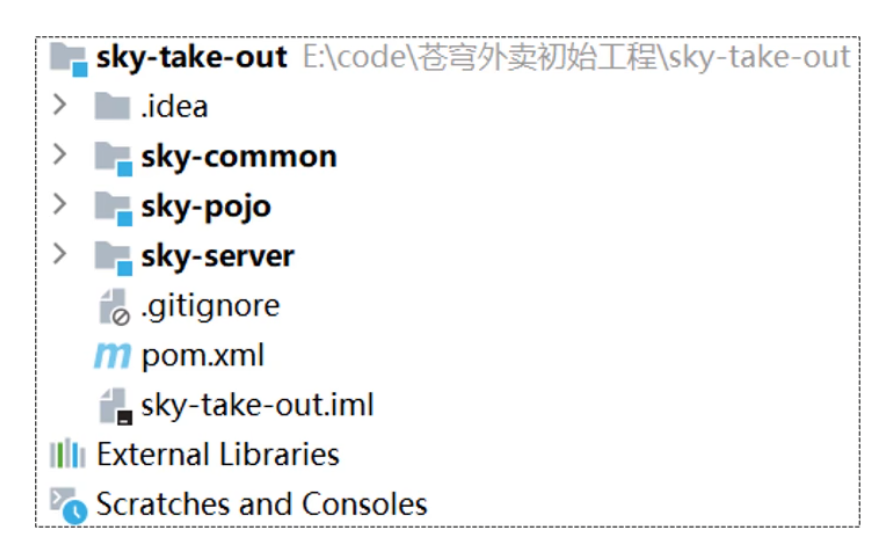 sky-take-out E:\code\苍穹外卖初始工程\sky-take-out
.idea
sky-common
sky-pojo
sky-server
.gitignore
m pom.xml
sky-take-out.iml
External Libraries
Scratches and Consoles